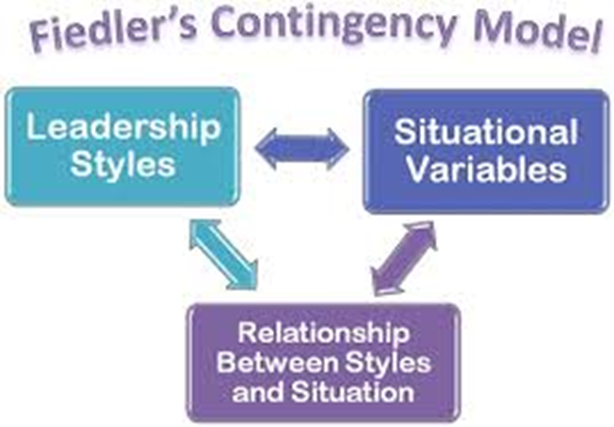 Fiedler's Contingency Model
Leadership
Styles
Situational
Variables
Relationship
Between Styles
and Situation